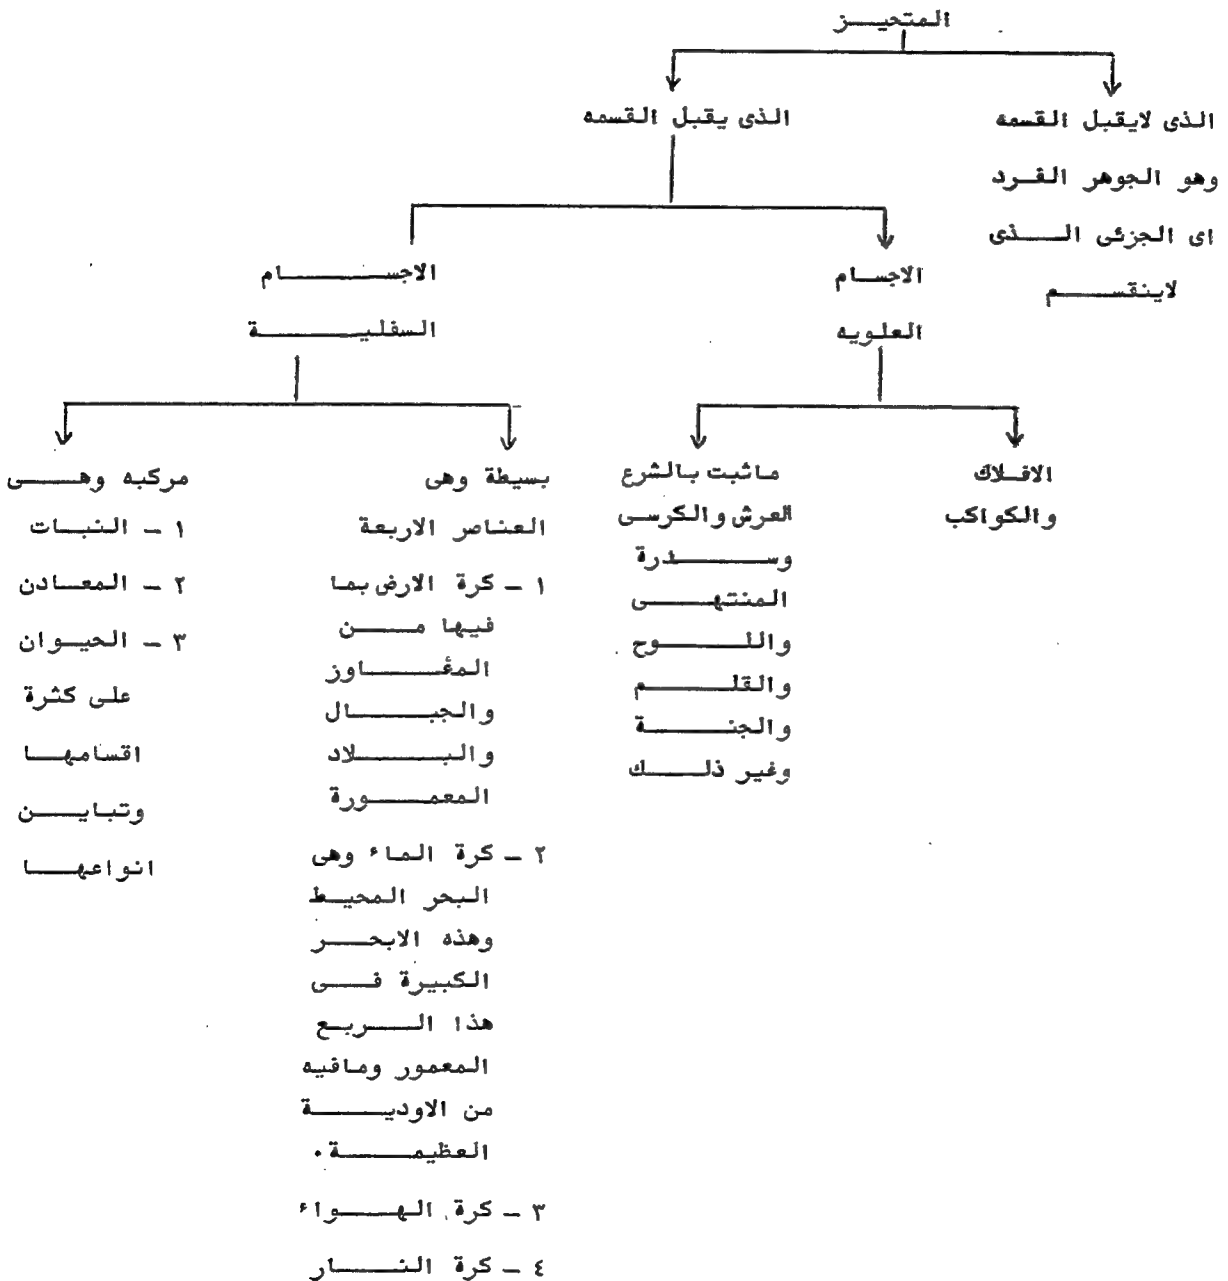 المتحيز
الذى لايقبل القسمه
وهو الجوهر الفرد
اى الجزئى الذى
لاينقسم
الذى يقبل القسمه
الاجسام
العلويه
الافلاك
والكواكب
ماثبت بالشرع
العرش والكرسى
وسدرة
المنتهى
واللوح
والقلم
والجنة
وغير ذلك
الاجسام
السفلية
بسيطة وهى
العناصر الاربعة
١ - كرة الارض بما
فيها من
المغاوز
والجبال
والبلاد
المعمورة
٢ - كرة الماء وهى
البحر المحيط
وهذه الابحر
الكبيرة فى
هذا الربع
المعمور ومافيه
من الاودية
العظيمة.
٣ - كرة الهواء
٤ - كرة النار
مركبه وهى
١ - النبات
٢ - المعادن
٣ - الحيوان
على كثرة
اقسامها
وتباين
انواعها